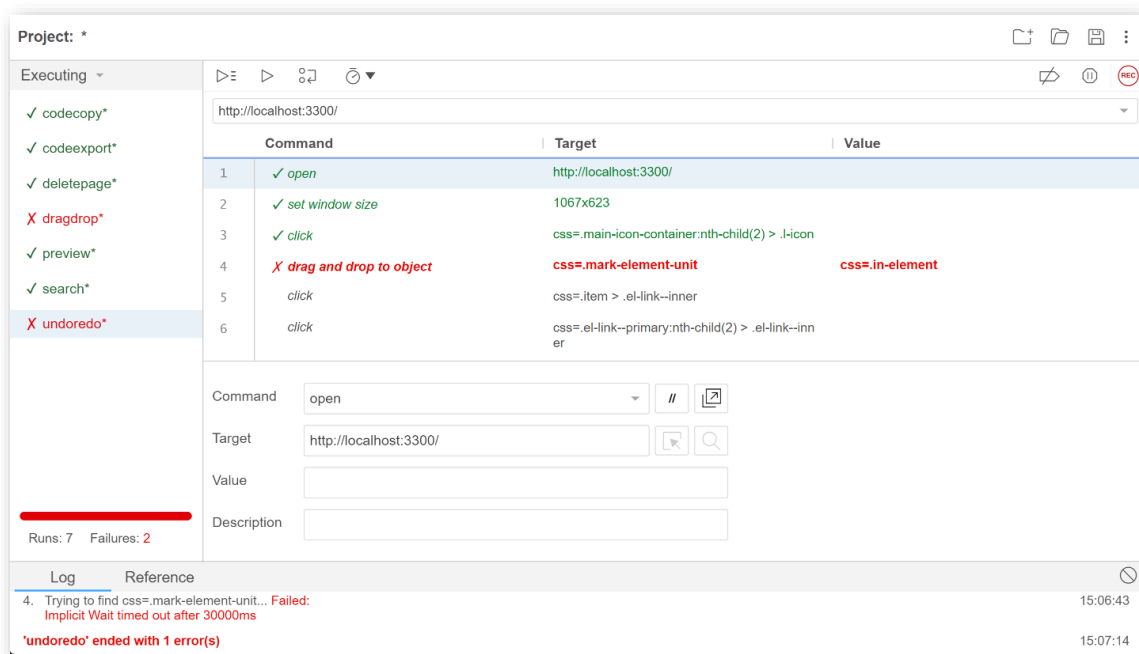 Project: *
Executing
✓ codecopy*
✓ codeexport*
✓ deletepage*
✗ dragdrop*
✓ preview*
✓ search*
✗ undoredo*
Runs: 7 Failures: 2
REC
http://localhost:3300/
Command Target Value
1 ✓ open http://localhost:3300/
2 ✓ set window size 1067x623
3 ✓ click css=.main-icon-container:nth-child(2) > .l-icon
4 ✗ drag and drop to object css=.mark-element-unit css=.in-element
5 click css=.item > .el-link--inner
6 click css=.el-link--primary:nth-child(2) > .el-link--inn
er
Command open //
Target http://localhost:3300/
Value
Description
Log Reference
4. Trying to find css=.mark-element-unit... Failed: 15:06:43
Implicit Wait timed out after 30000ms
'undoredo' ended with 1 error(s) 15:07:14